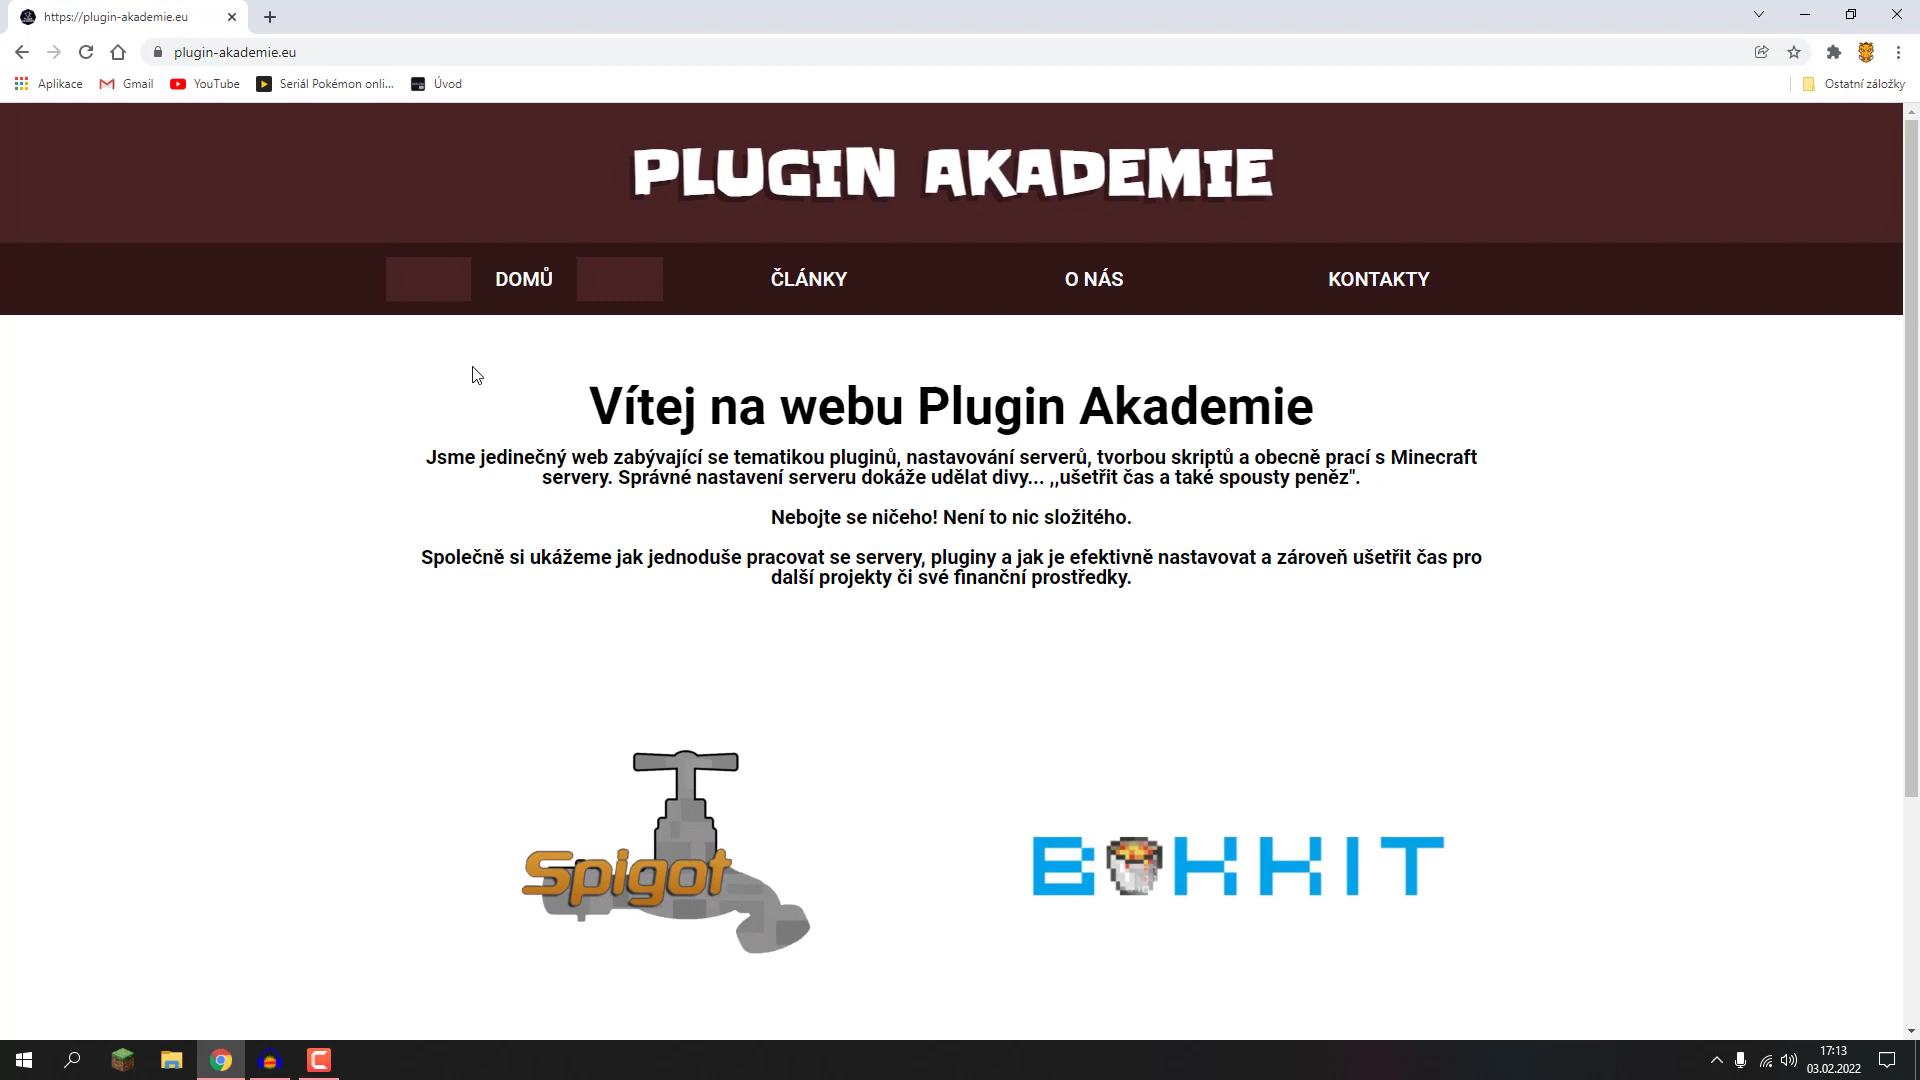 https://plugin-akademie.eu
plugin-akademie.eu
Aplikace Gmail YouTube Seriál Pokémon onli... Úvod Ostatní záložky
PLUGIN AKADEMIE
DOMŮ ČLÁNKY O NÁS KONTAKTY
Vítej na webu Plugin Akademie
Jsme jedinečný web zabývající se tematikou pluginů, nastavování serverů, tvorbou skriptů a obecně prací s Minecraft
servery. Správné nastavení serveru dokáže udělat divy... ,,ušetřit čas a také spousty peněz".
Nebojte se ničeho! Není to nic složitého.
Společně si ukážeme jak jednoduše pracovat se servery, pluginy a jak je efektivně nastavovat a zároveň ušetřit čas pro
další projekty či své finanční prostředky.
Spigot
BUKKIT
17:13
03.02.2022